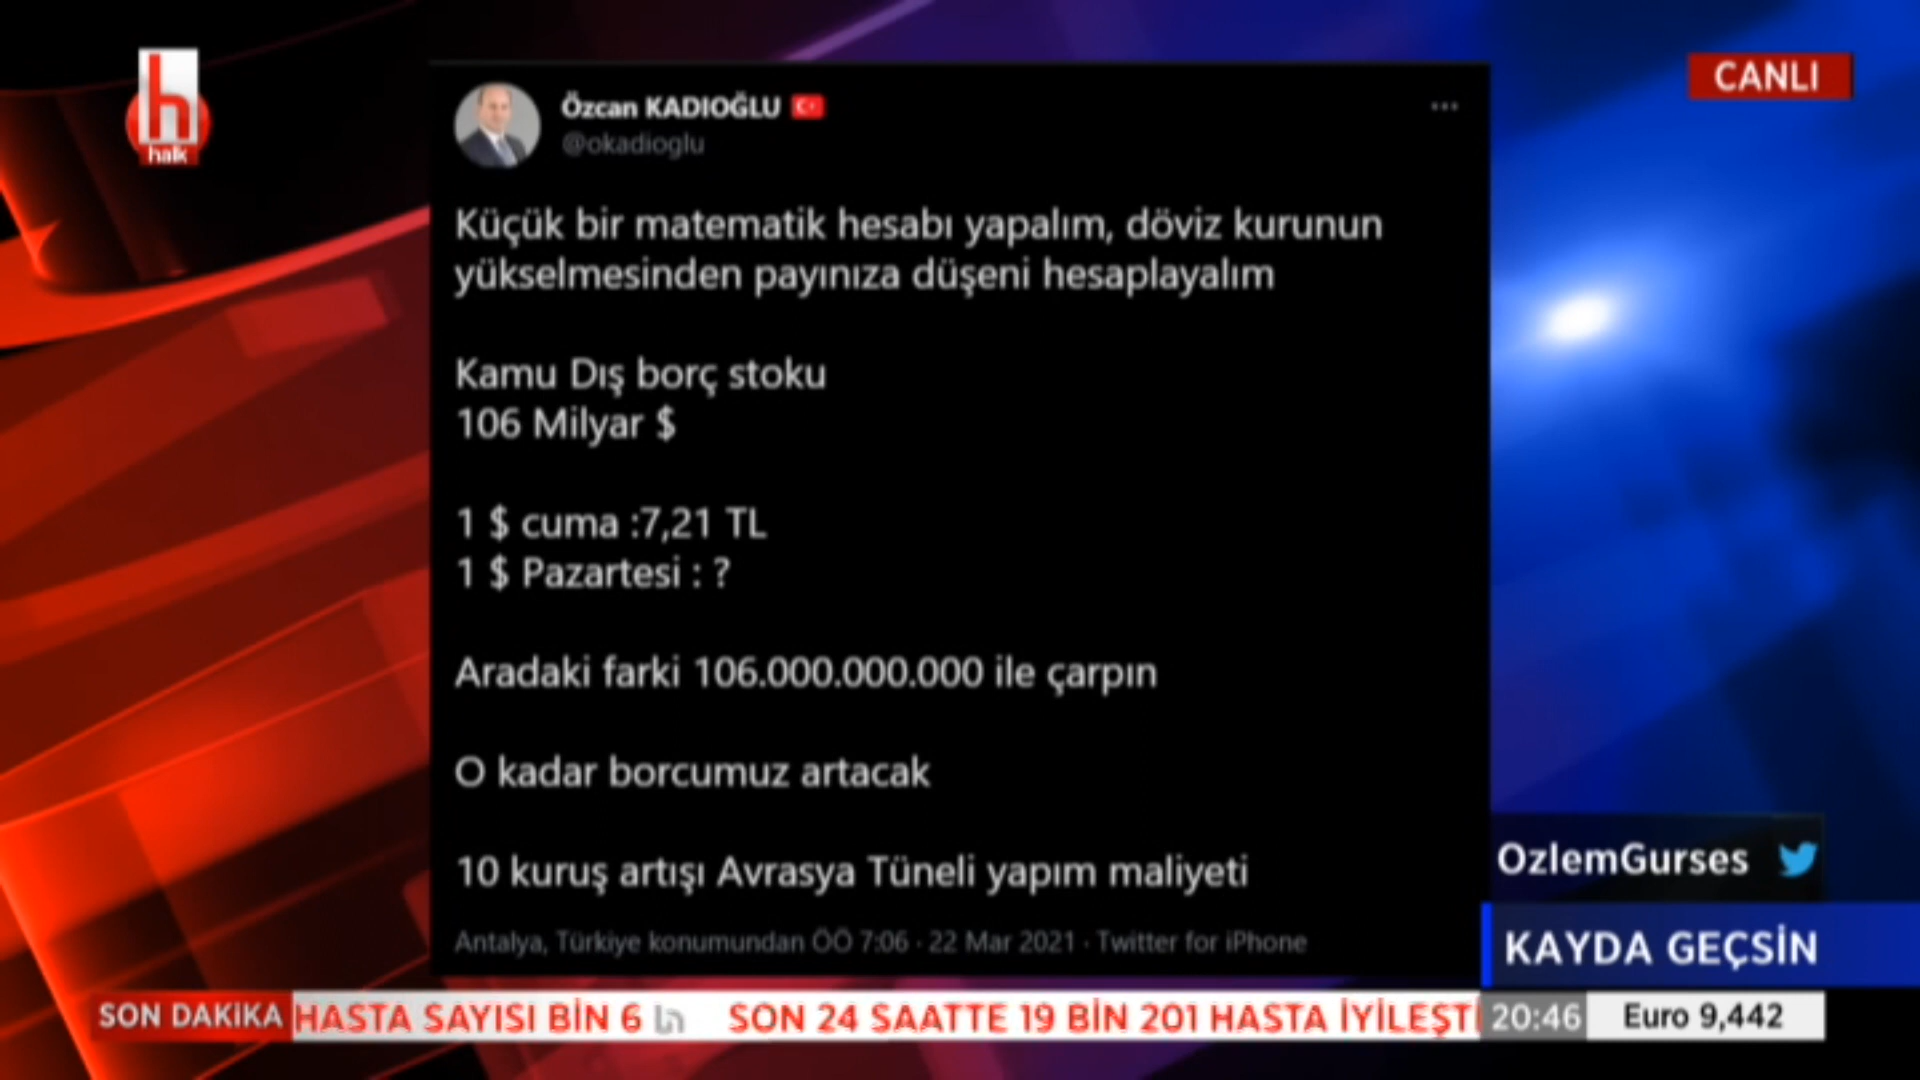 h
halk
CANLI
Özcan KADIOĞLU
@okadioglu
Küçük bir matematik hesabı yapalım, döviz kurunun
yükselmesinden payınıza düşeni hesaplayalım
Kamu Dış borç stoku
106 Milyar $
1 $ cuma :7,21 TL
1 $ Pazartesi : ?
Aradaki farki 106.000.000.000 ile çarpın
O kadar borcumuz artacak
10 kuruş artışı Avrasya Tüneli yapım maliyeti
Antalya, Türkiye konumundan ÖÖ 7:06 · 22 Mar 2021 · Twitter for iPhone
OzlemGurses
KAYDA GEÇSİN
SON DAKİKA HASTA SAYISI BİN 6 h SON 24 SAATTE 19 BİN 201 HASTA İYİLEŞTİ 20:46 Euro 9,442